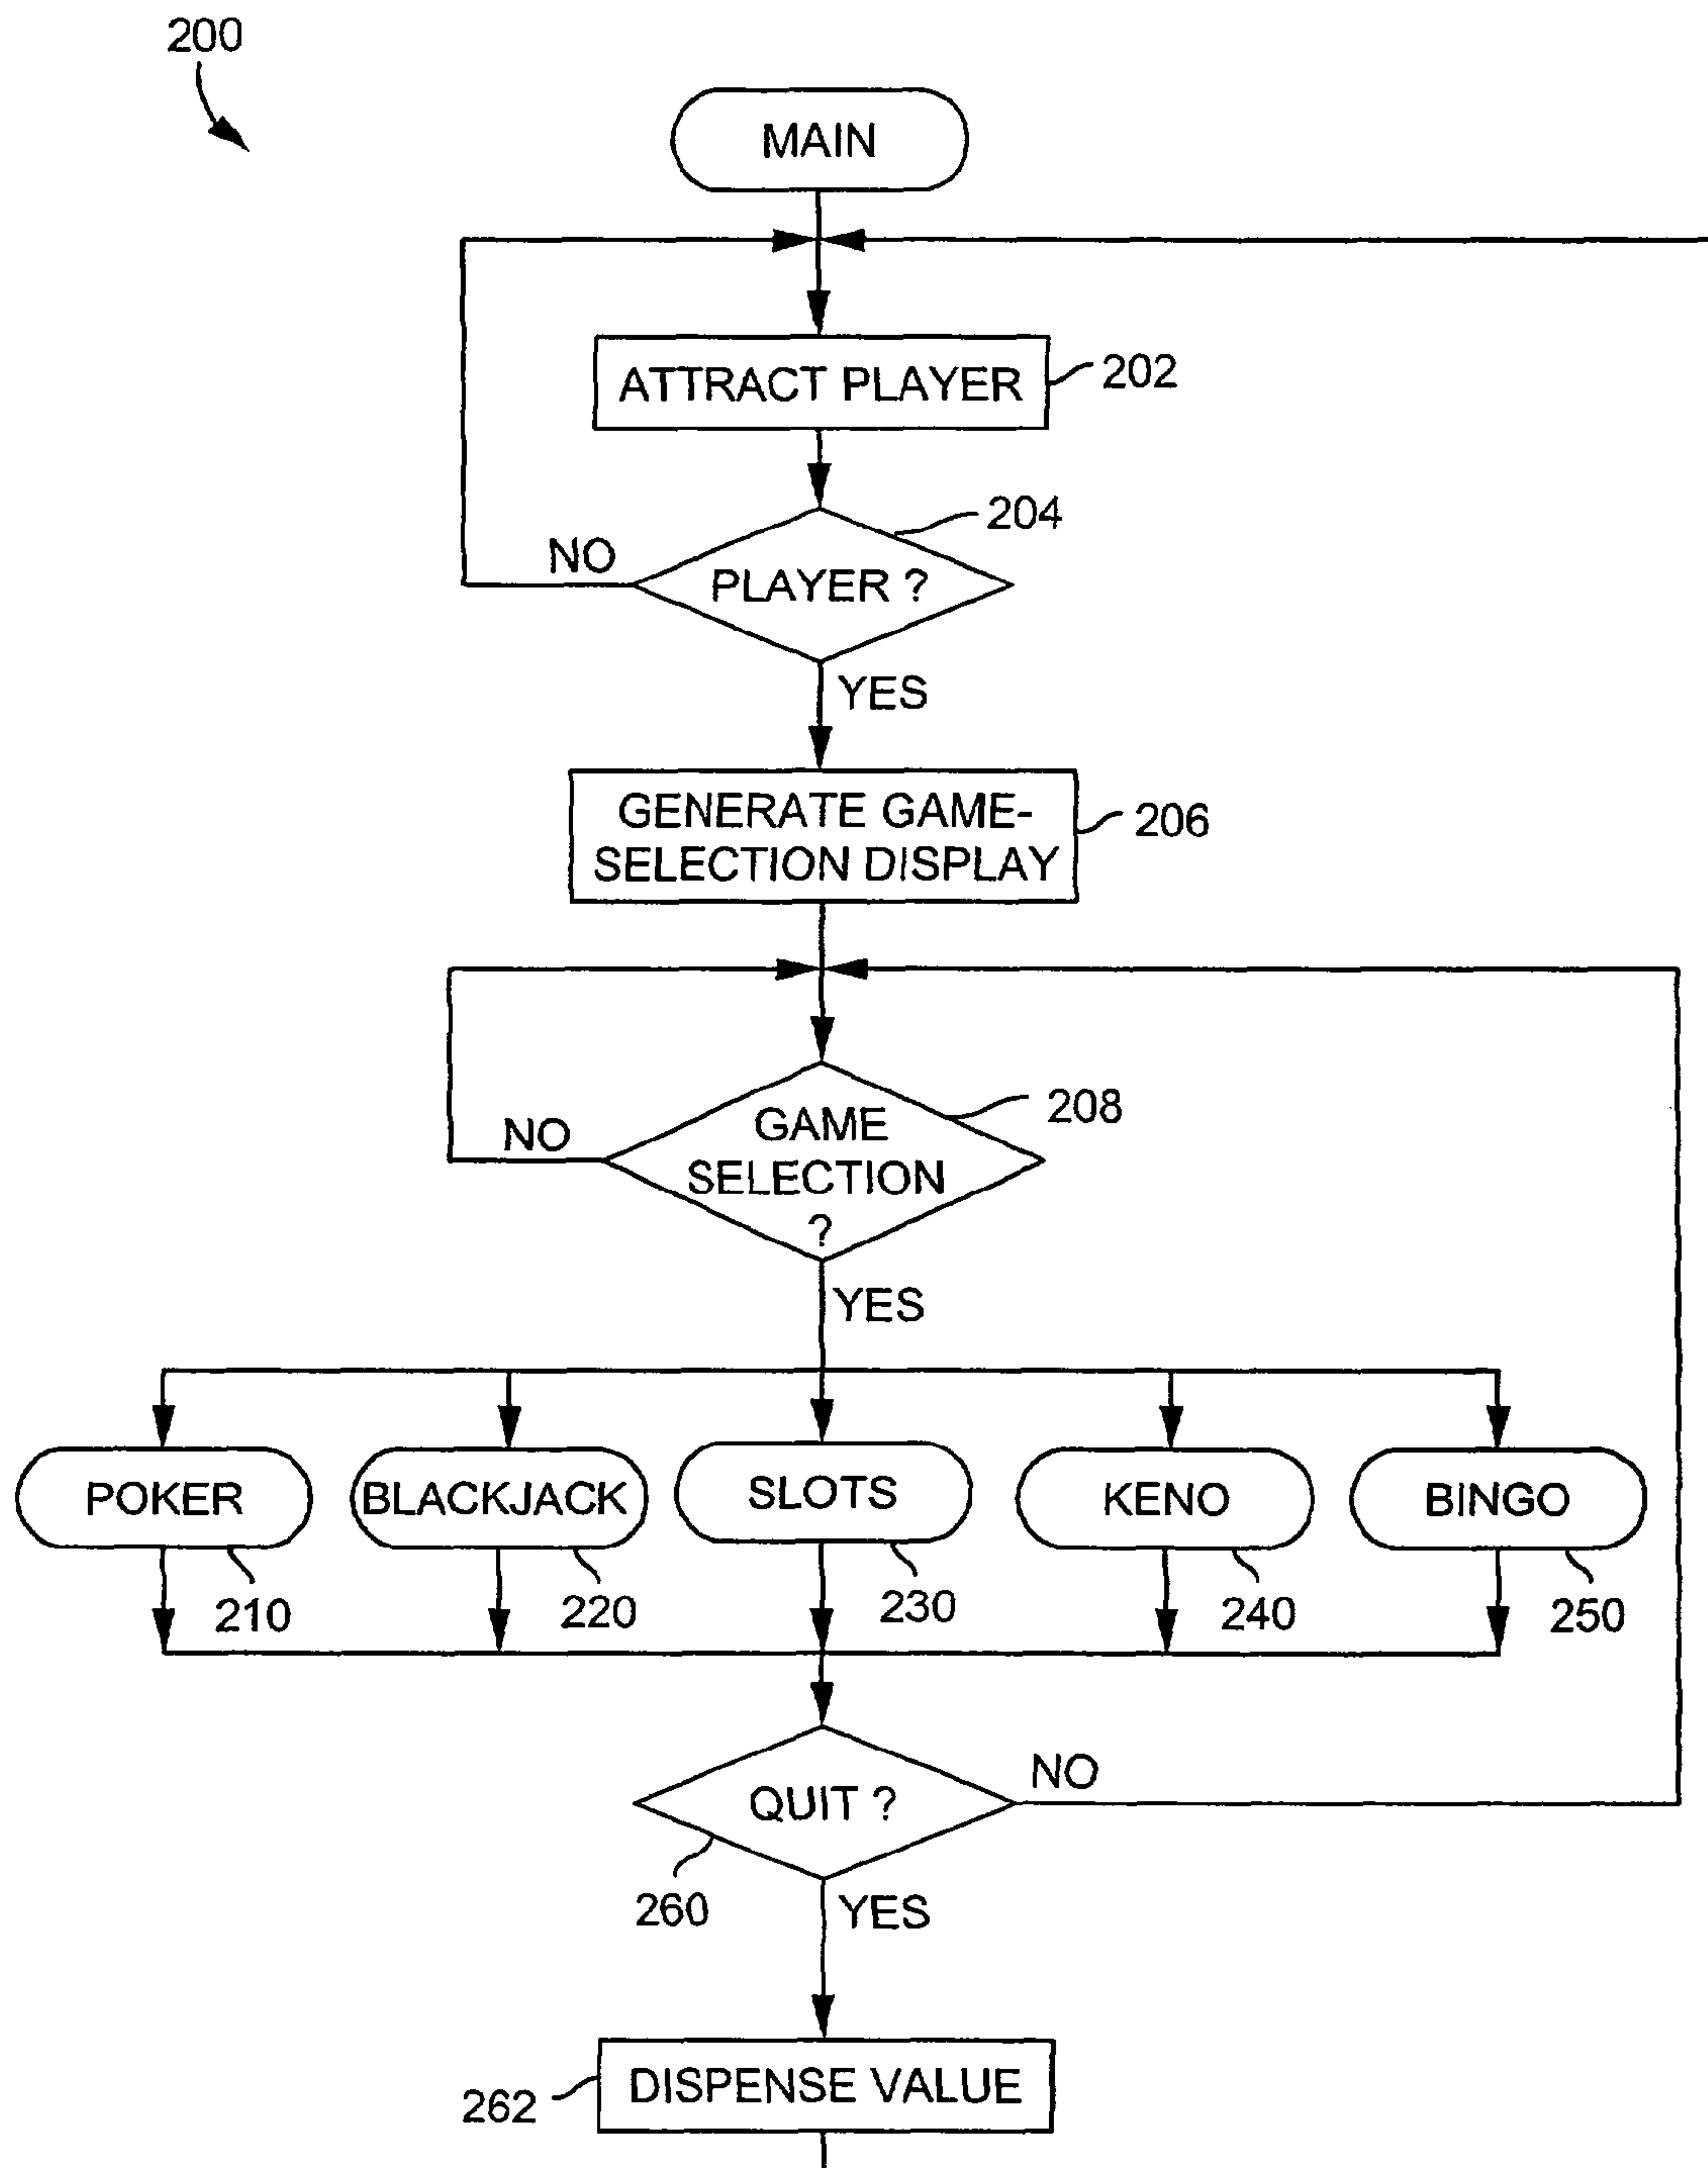 200
MAIN
ATTRACT PLAYER
202
204
NO
PLAYER ?
YES
GENERATE GAME-
SELECTION DISPLAY
206
208
NO
GAME
SELECTION
?
YES
POKER
BLACKJACK
SLOTS
KENO
BINGO
210
220
230
240
250
QUIT ?
NO
260
YES
DISPENSE VALUE
262